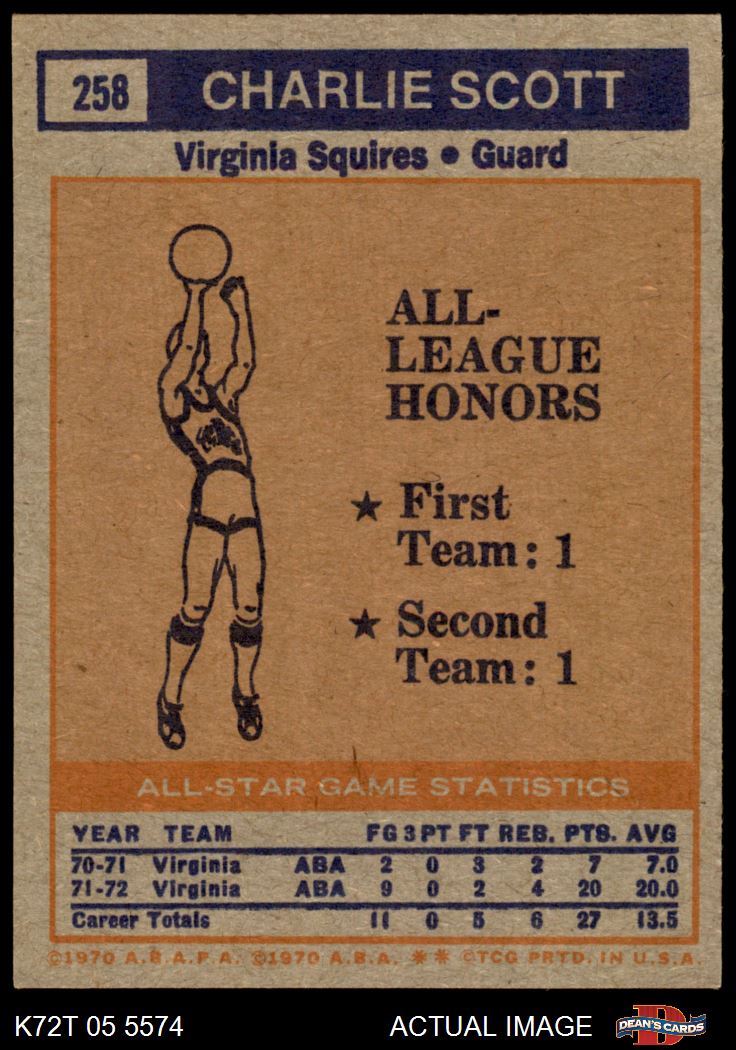 258 CHARLIE SCOTT
Virginia Squires • Guard
ALL-
LEAGUE
HONORS
★ First
Team: 1
★ Second
Team: 1
ALL-STAR GAME STATISTICS
YEAR TEAM FG 3PT FT REB. PTS. AVG
70-71 Virginia ABA 2 0 3 2 7 7.0
71-72 Virginia ABA 9 0 2 4 20 20.0
Career Totals 11 0 5 6 27 13.5
©1970 A.B.A.P.A. ©1970 A.B.A. ** ©TCG PRTD. IN U.S.A.
K72T 05 5574 ACTUAL IMAGE
D
DEAN'S CARDS